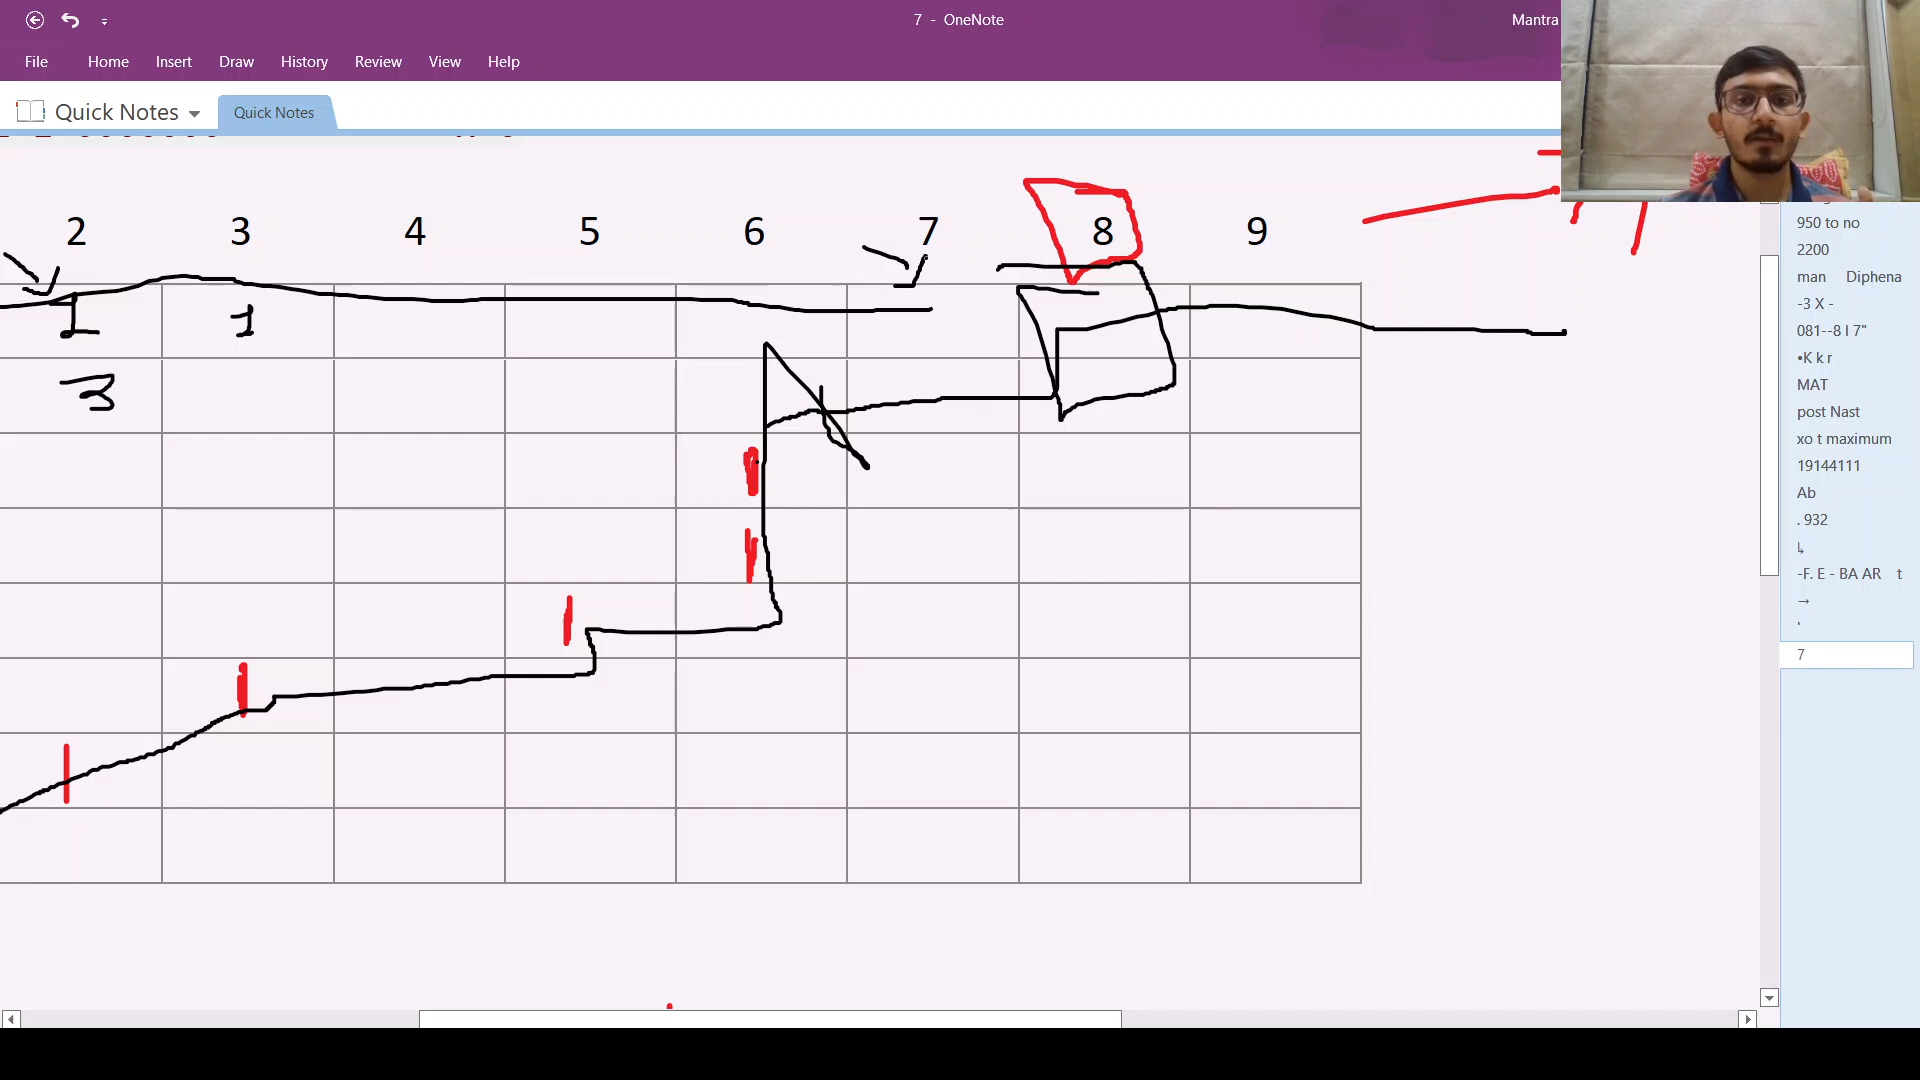 7 - OneNote
Mantra
File Home Insert Draw History Review View Help
Quick Notes Quick Notes
2 3 4 5 6 7 8 9
1 1
3
950 to no
2200
man Diphena
-3 X -
081--8 I 7"
•K k r
MAT
post Nast
xo t maximum
19144111
Ab
. 932
↳
-F. E - BA AR t
→
'
7